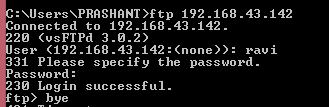 C:\Users\PRASHANT>ftp 192.168.43.142
Connected to 192.168.43.142.
220 (vsFTPd 3.0.2)
User (192.168.43.142:(none)): ravi
331 Please specify the password.
Password:
230 Login successful.
ftp> bye